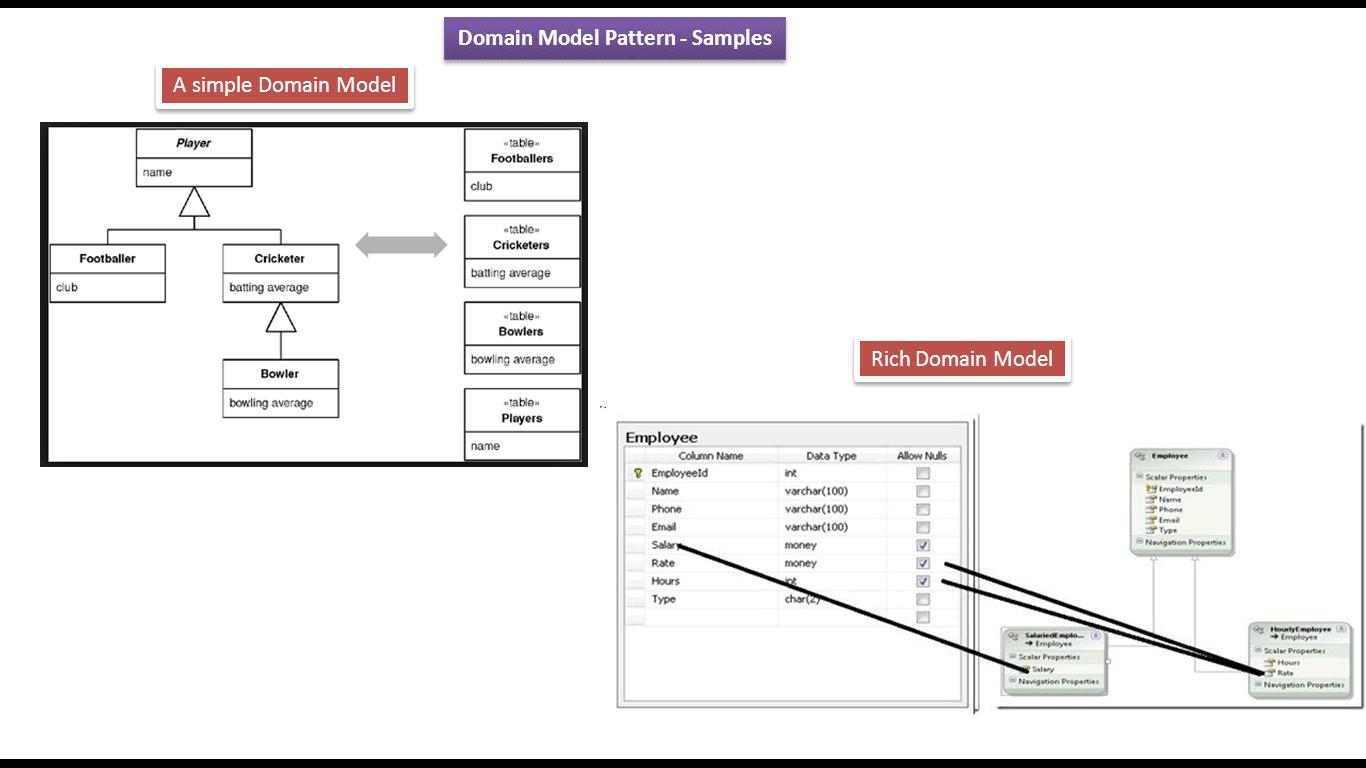 Domain Model Pattern - Samples
A simple Domain Model
Player
name
Footballer
club
Cricketer
batting average
Bowler
bowling average
«table»
Footballers
club
«table»
Cricketers
batting average
«table»
Bowlers
bowling average
«table»
Players
name
Rich Domain Model
Employee
Column Name Data Type Allow Nulls
EmployeeId int
Name varchar(100)
Phone varchar(100)
Email varchar(100)
Salary money
Rate money
Hours int
Type char(2)
Employee
Scalar Properties
EmployeeId
Name
Phone
Email
Type
Navigation Properties
SalariedEmplo...
Employee
Scalar Properties
Salary
Navigation Properties
HourlyEmployee
Employee
Scalar Properties
Hours
Rate
Navigation Properties